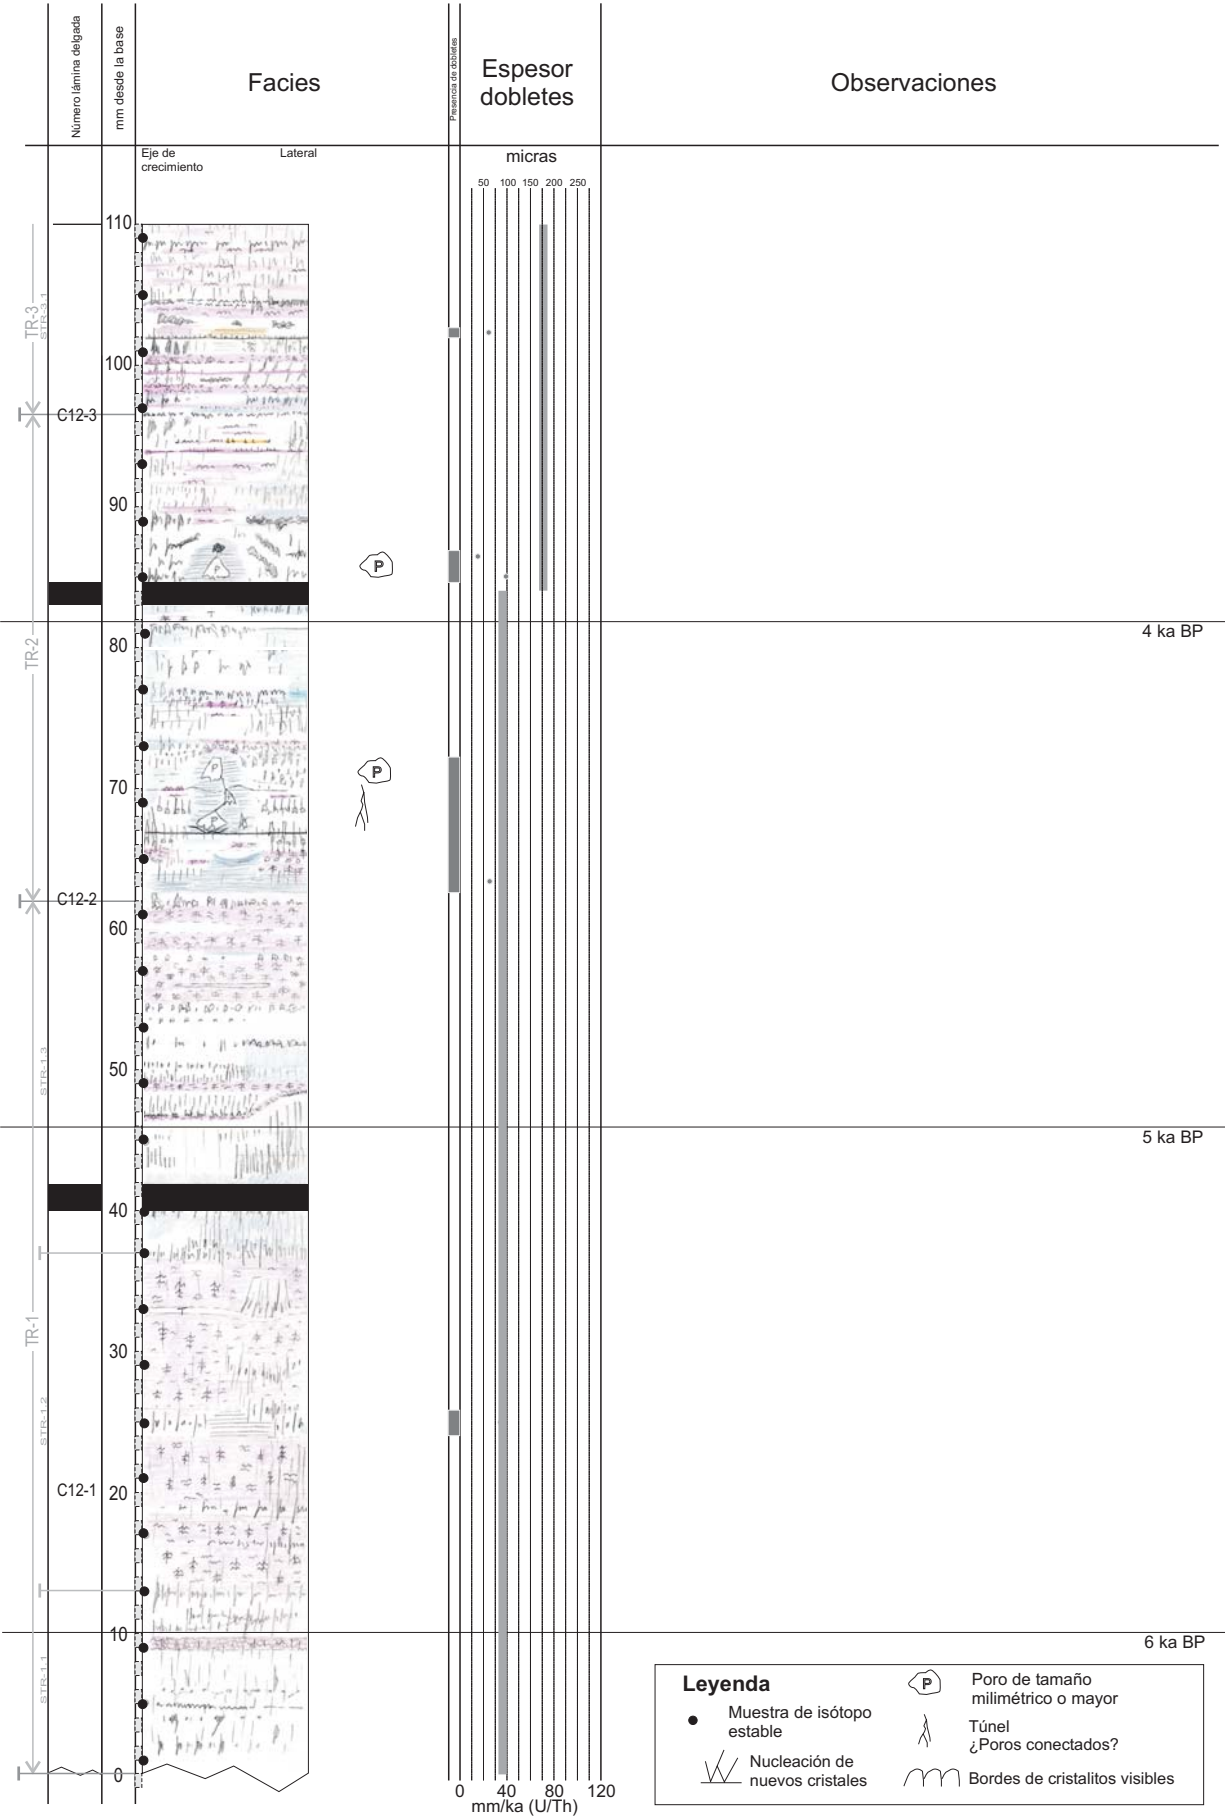 Número lámina delgada
mm desde la base
Facies
Presencia de dobletes
Espesor
dobletes
Observaciones
Eje de
crecimiento
Lateral
micras
50 100 150 200 250
110
TR-3
STR-3.1
100
C12-3
90
P
P
4 ka BP
80
TR-2
P
P
70
P
C12-2
60
50
STR-1.3
5 ka BP
40
TR-1
30
STR-1.2
C12-1
20
10
6 ka BP
STR-1.1
0
0 40 80 120
mm/ka (U/Th)
Leyenda
Muestra de isótopo
estable
Nucleación de
nuevos cristales
P
Poro de tamaño
milimétrico o mayor
Túnel
¿Poros conectados?
Bordes de cristalitos visibles